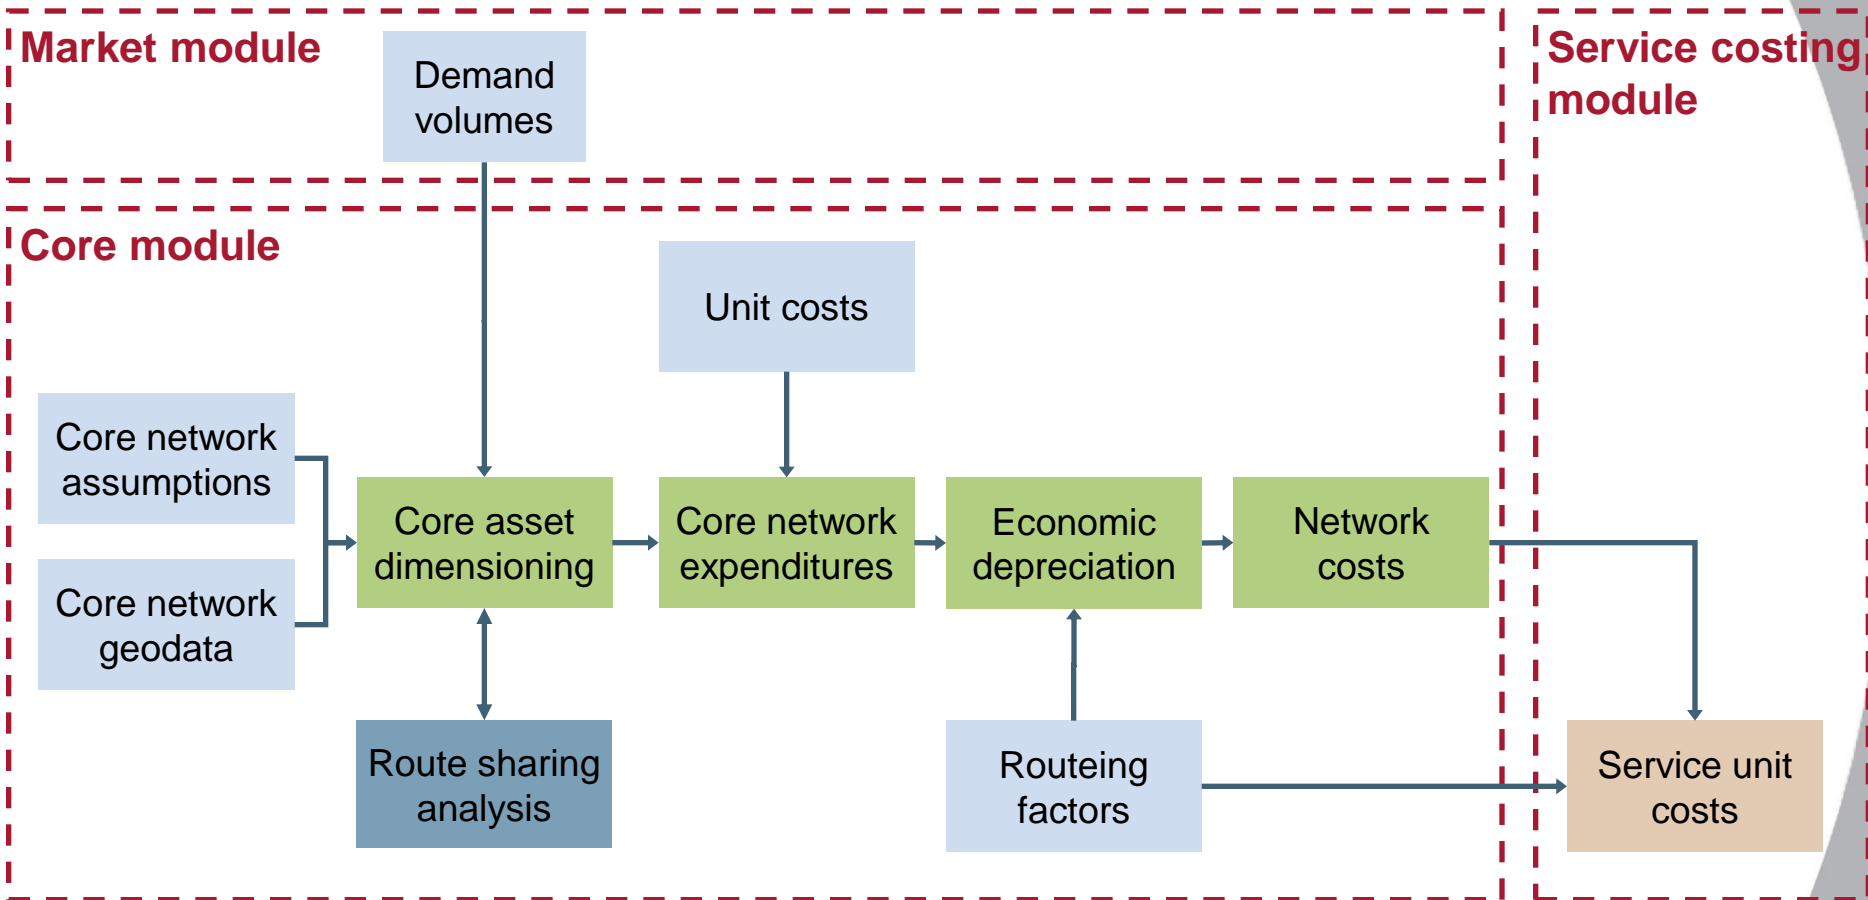 Market module
Demand
volumes
Service costing
module
Core module
Unit costs
Core network
assumptions
Core network
geodata
Core asset
dimensioning
Core network
expenditures
Economic
depreciation
Network
costs
Route sharing
analysis
Routeing
factors
Service unit
costs